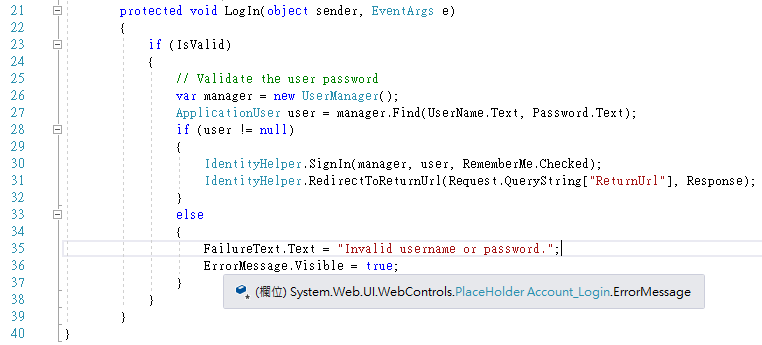 21 protected void LogIn(object sender, EventArgs e)
22 {
23 if (IsValid)
24 {
25 // Validate the user password
26 var manager = new UserManager();
27 ApplicationUser user = manager.Find(UserName.Text, Password.Text);
28 if (user != null)
29 {
30 IdentityHelper.SignIn(manager, user, RememberMe.Checked);
31 IdentityHelper.RedirectToReturnUrl(Request.QueryString["ReturnUrl"], Response);
32 }
33 else
34 {
35 FailureText.Text = "Invalid username or password.";
36 ErrorMessage.Visible = true;
37 }
(欄位) System.Web.UI.WebControls.PlaceHolder Account_Login.ErrorMessage
38 }
39 }
40 }